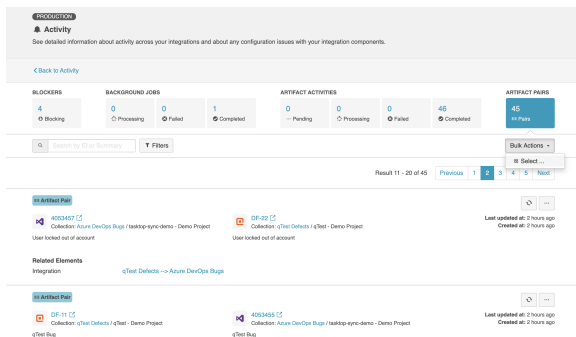 PRODUCTION
Activity
See detailed information about activity across your integrations and about any configuration issues with your integration components.
Back to Activity
BLOCKERS
BACKGROUND JOBS
ARTIFACT ACTIVITIES
ARTIFACT PAIRS
4
0
0
1
0
0
0
46
45
Blocking
Processing
Failed
Completed
Pending
Processing
Failed
Completed
Pairs
Search by ID or Summary
Filters
Bulk Actions
Select ...
Result 11 - 20 of 45
Previous 1 2 3 4 5 Next
Artifact Pair
...
4053457
DF-22
Last updated at: 2 hours ago
Collection: Azure DevOps Bugs / tasktop-sync-demo - Demo Project
Collection: qTest Defects / qTest - Demo Project
Created at: 2 hours ago
User locked out of account
User locked out of account
Related Elements
Integration
qTest Defects --> Azure DevOps Bugs
Artifact Pair
...
DF-11
4053455
Last updated at: 2 hours ago
Collection: qTest Defects / qTest - Demo Project
Collection: Azure DevOps Bugs / tasktop-sync-demo - Demo Project
Created at: 2 hours ago
qTest Bug
qTest Bug